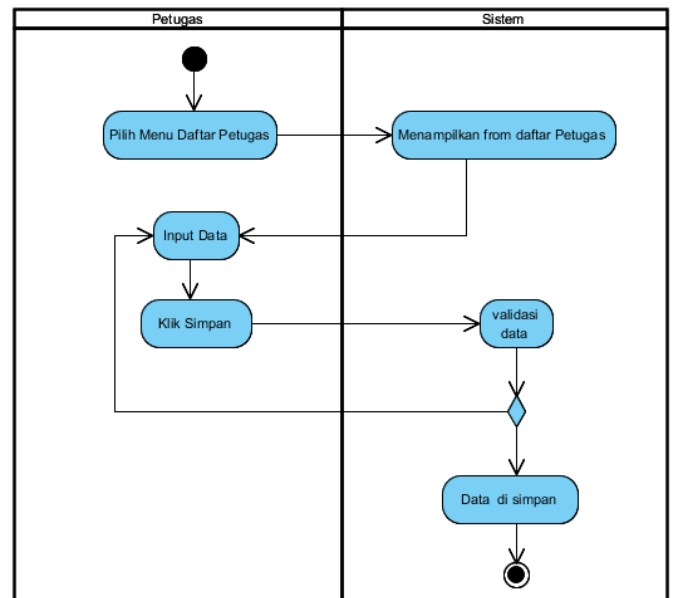 Petugas
Sistem
Pilih Menu Daftar Petugas
Menampilkan from daftar Petugas
Input Data
Klik Simpan
validasi
data
Data di simpan